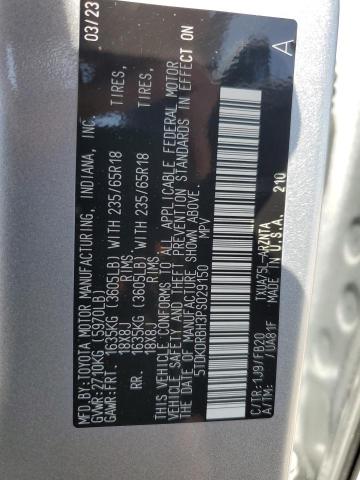 MFD. BY: TOYOTA MOTOR MANUFACTURING, INDIANA, INC. 03/23
GVWR: 2710KG (5970LB)
GAWR: FRT. 1635KG (3605LB) WITH 235/65R18 TIRES,
18X8J RIMS
RR. 1635KG (3605LB) WITH 235/65R18 TIRES,
18X8J RIMS
THIS VEHICLE CONFORMS TO ALL APPLICABLE FEDERAL MOTOR
VEHICLE SAFETY AND THEFT PREVENTION STANDARDS IN EFFECT
ON THE DATE OF MANUFACTURE SHOWN ABOVE.
5TDKDRBH3PS029150 MPV
C/TR: 1J9/FD20 TXUA75L-ARZNTA 210
A/TM: /UA81F MADE IN U.S.A. A